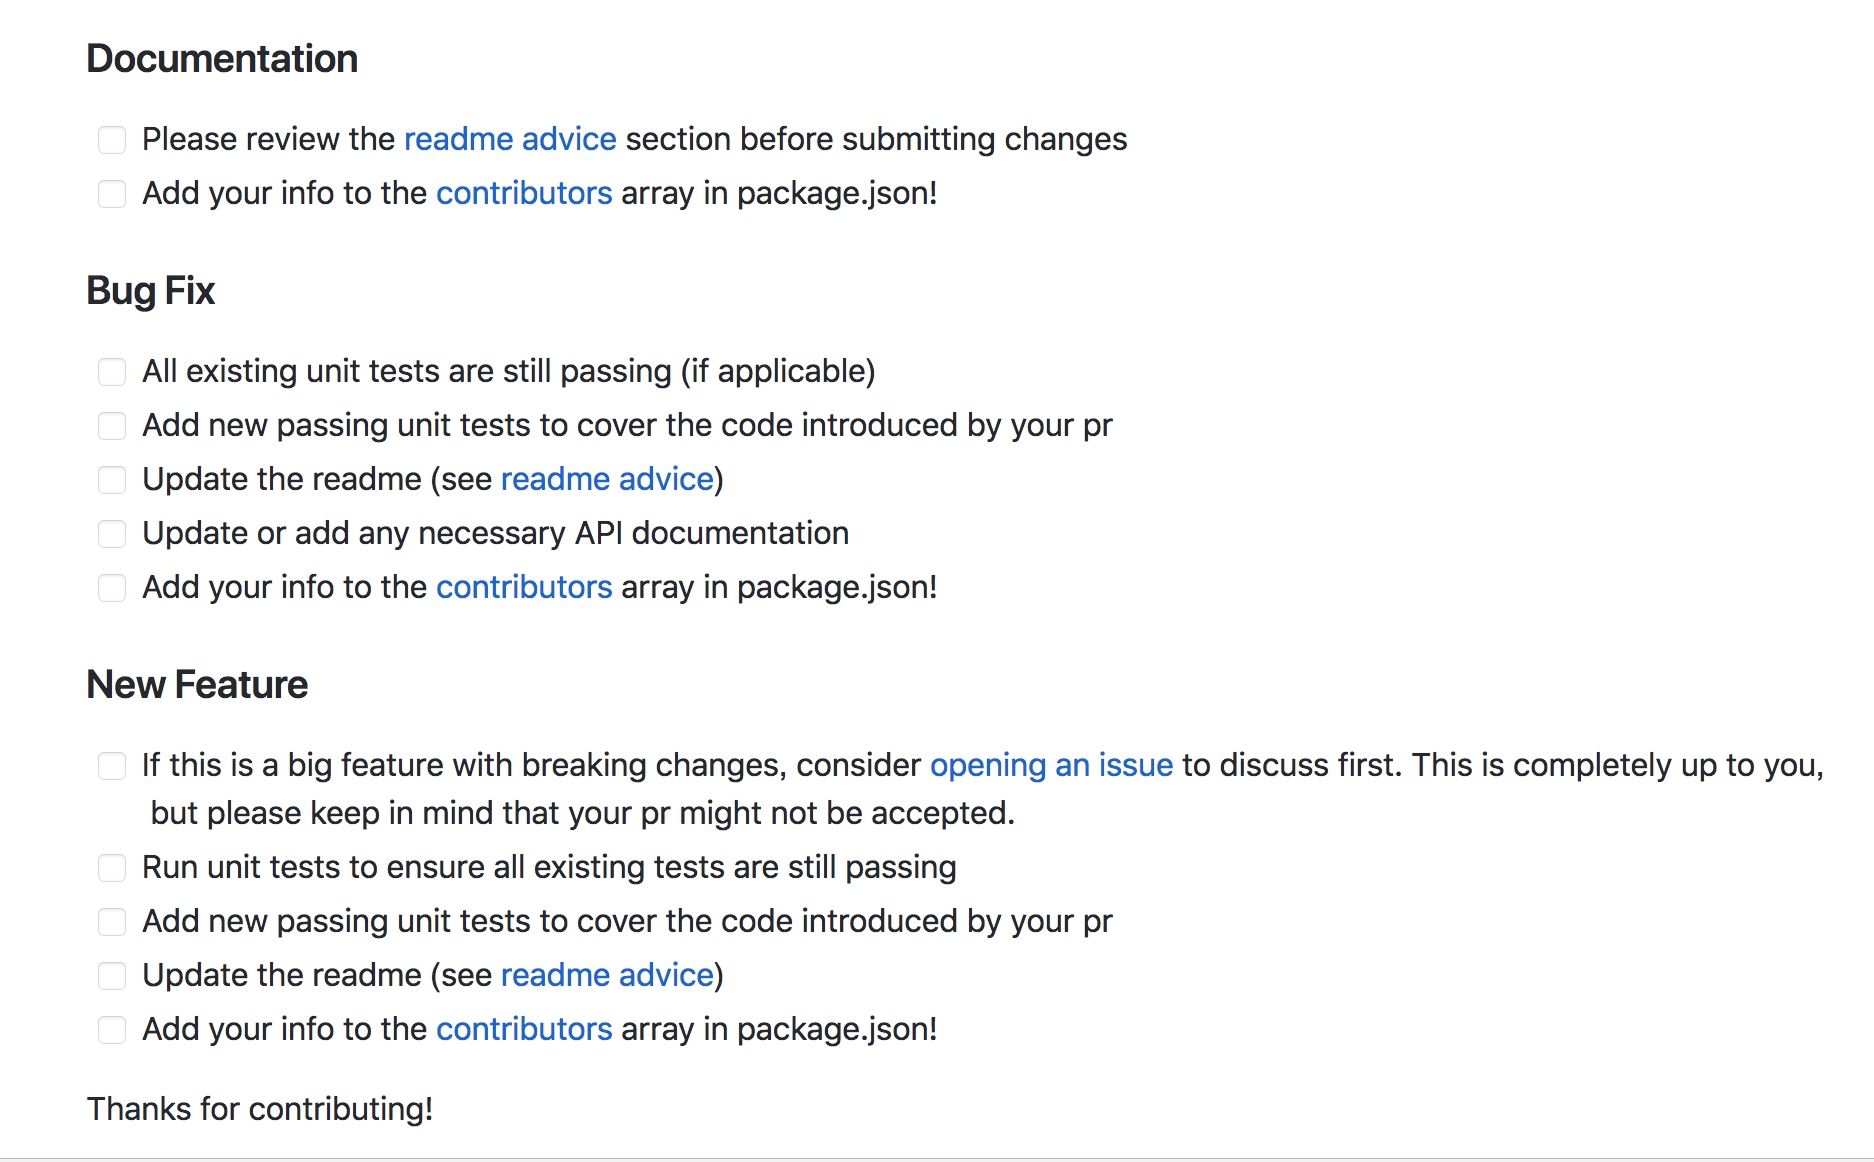 Documentation
Please review the readme advice section before submitting changes
Add your info to the contributors array in package.json!
Bug Fix
All existing unit tests are still passing (if applicable)
Add new passing unit tests to cover the code introduced by your pr
Update the readme (see readme advice)
Update or add any necessary API documentation
Add your info to the contributors array in package.json!
New Feature
If this is a big feature with breaking changes, consider opening an issue to discuss first. This is completely up to you,
but please keep in mind that your pr might not be accepted.
Run unit tests to ensure all existing tests are still passing
Add new passing unit tests to cover the code introduced by your pr
Update the readme (see readme advice)
Add your info to the contributors array in package.json!
Thanks for contributing!